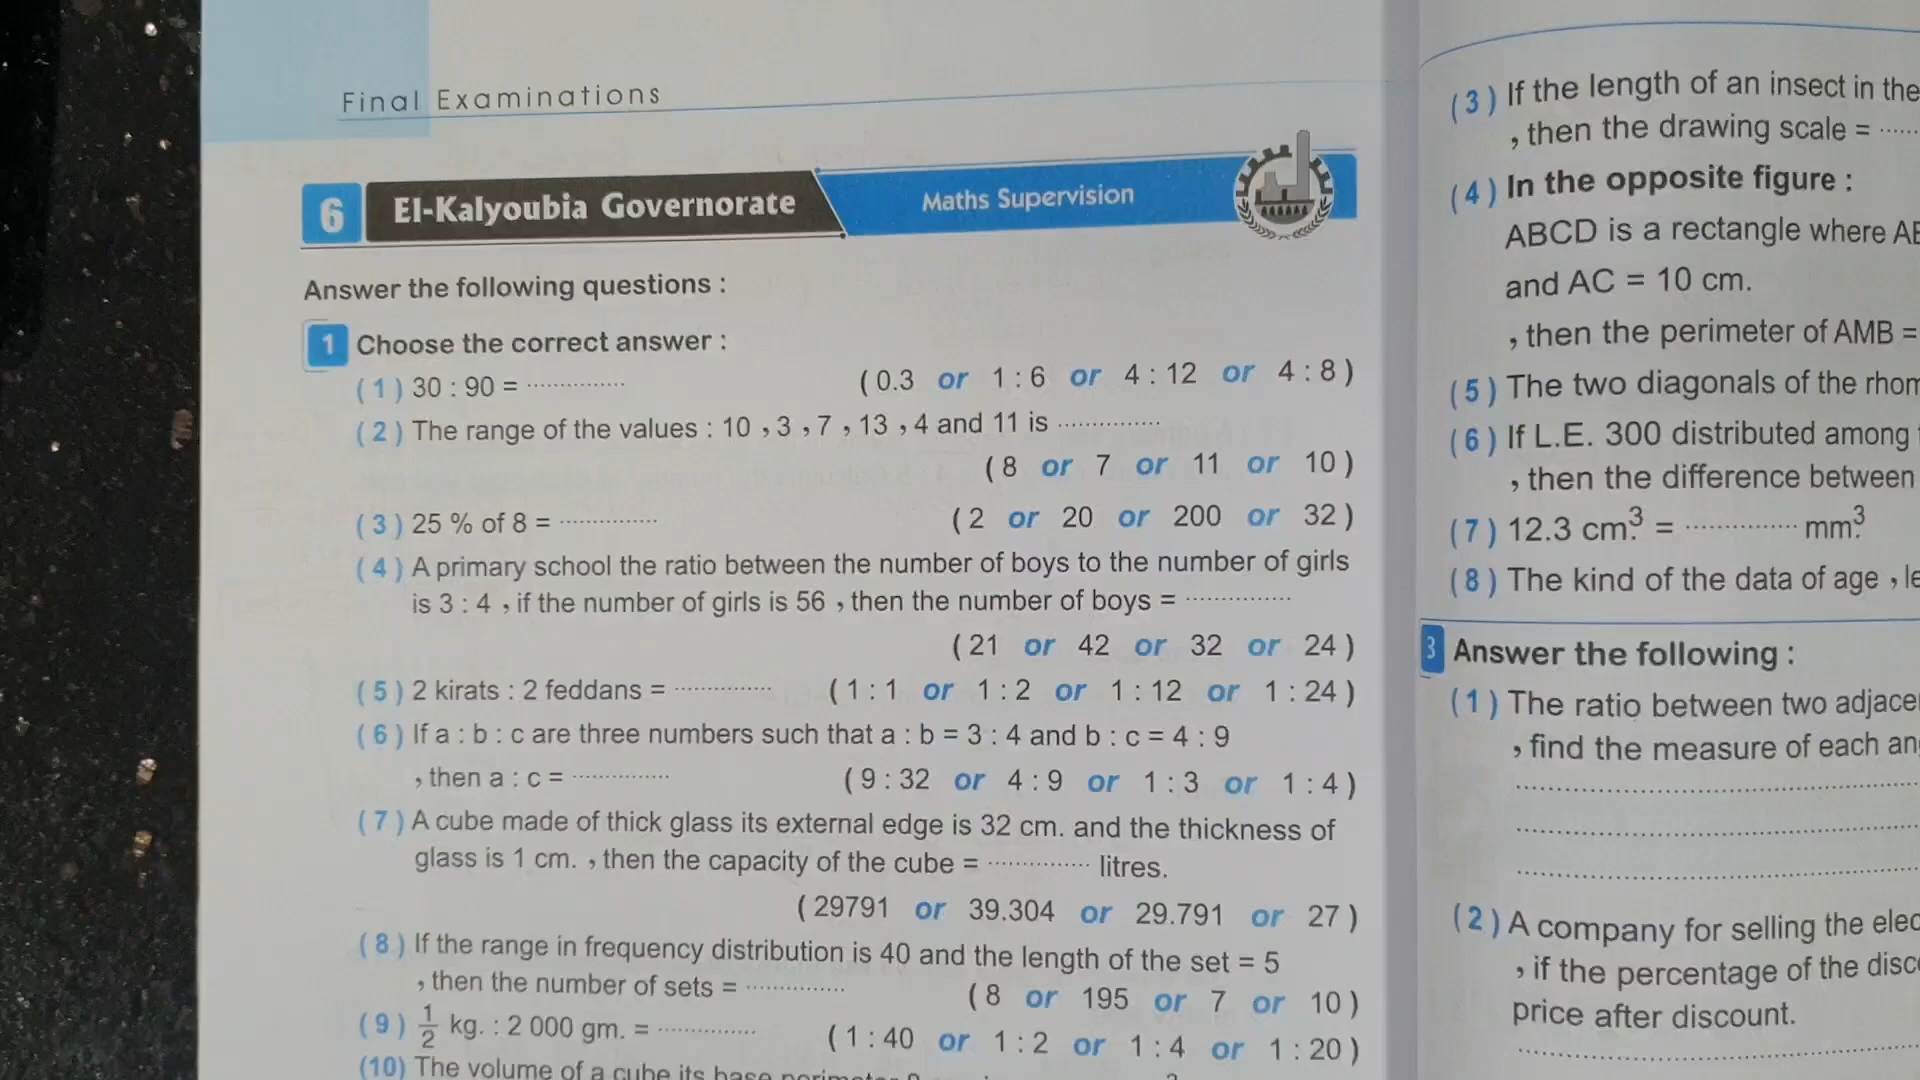 Final Examinations
6 El-Kalyoubia Governorate Maths Supervision
Answer the following questions :
1 Choose the correct answer :
(1) 30 : 90 = .............. (0.3 or 1 : 6 or 4 : 12 or 4 : 8)
(2) The range of the values : 10 , 3 , 7 , 13 , 4 and 11 is ..............
(8 or 7 or 11 or 10)
(3) 25 % of 8 = .............. (2 or 20 or 200 or 32)
(4) A primary school the ratio between the number of boys to the number of girls
is 3 : 4 , if the number of girls is 56 , then the number of boys = ..............
(21 or 42 or 32 or 24)
(5) 2 kirats : 2 feddans = .............. (1 : 1 or 1 : 2 or 1 : 12 or 1 : 24)
(6) If a : b : c are three numbers such that a : b = 3 : 4 and b : c = 4 : 9
, then a : c = .............. (9 : 32 or 4 : 9 or 1 : 3 or 1 : 4)
(7) A cube made of thick glass its external edge is 32 cm. and the thickness of
glass is 1 cm. , then the capacity of the cube = .............. litres.
(29791 or 39.304 or 29.791 or 27)
(8) If the range in frequency distribution is 40 and the length of the set = 5
, then the number of sets = .............. (8 or 195 or 7 or 10)
(9) 1/2 kg. : 2 000 gm. = .............. (1 : 40 or 1 : 2 or 1 : 4 or 1 : 20)
(10) The volume of a cube its base
(3) If the length of an insect in the
, then the drawing scale = ......
(4) In the opposite figure :
ABCD is a rectangle where
and AC = 10 cm.
, then the perimeter of AMB =
(5) The two diagonals of the
(6) If L.E. 300 distributed among
, then the difference between
(7) 12.3 cm³. = .............. mm³.
(8) The kind of the data of age ,
3 Answer the following :
(1) The ratio between two
, find the measure of each
..............
..............
..............
(2) A company for selling the
, if the percentage of the
price after discount.
..............